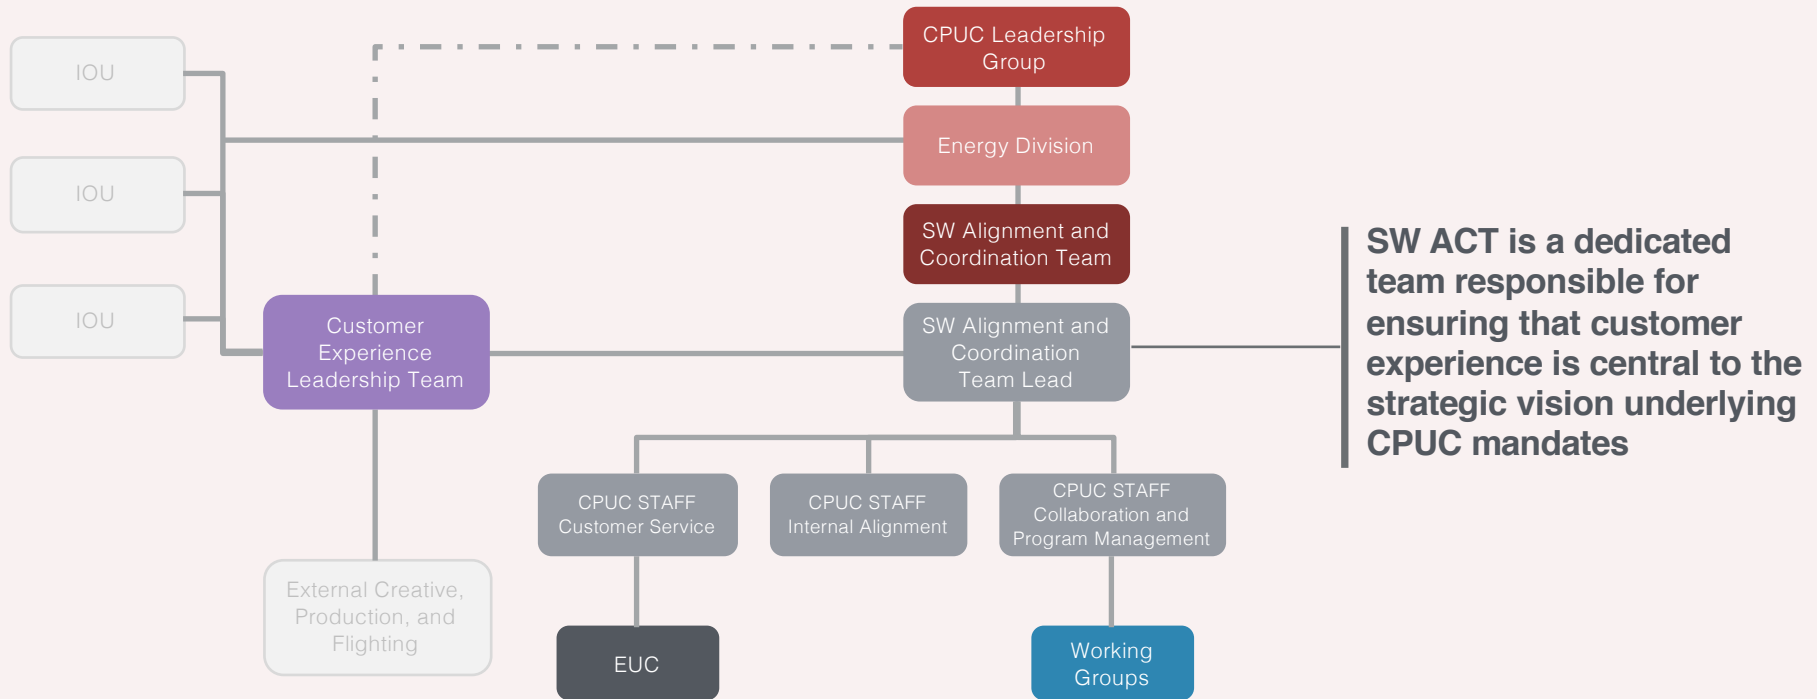 CPUC Leadership
Group
IOU
Energy Division
IOU
SW Alignment and
Coordination Team
SW ACT is a dedicated
team responsible for
ensuring that customer
experience is central to the
strategic vision underlying
CPUC mandates
IOU
Customer
Experience
Leadership Team
SW Alignment and
Coordination
Team Lead
CPUC STAFF
Customer Service
CPUC STAFF
Internal Alignment
CPUC STAFF
Collaboration and
Program Management
External Creative,
Production, and
Flighting
EUC
Working
Groups